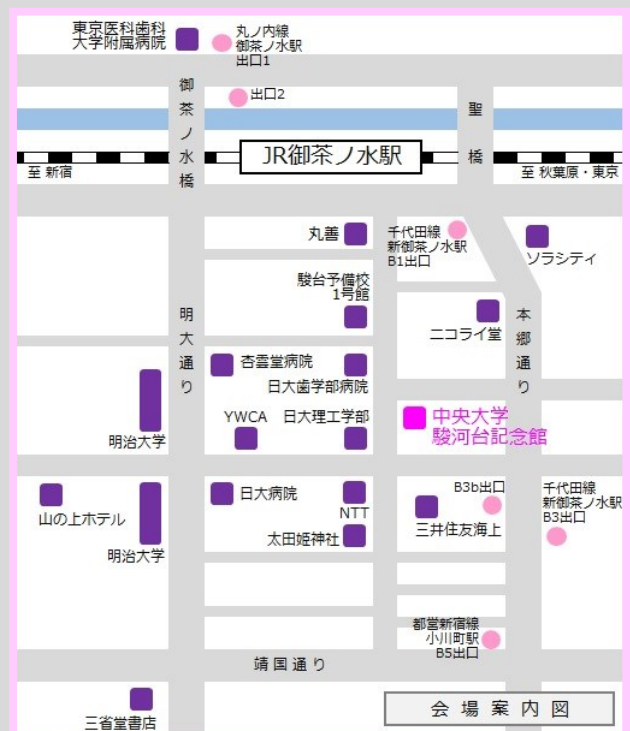 東京医科歯科
大学附属病院
丸ノ内線
御茶ノ水駅
出口1
出口2
御茶ノ水橋
聖橋
JR御茶ノ水駅
至 新宿
至 秋葉原・東京
丸善
千代田線
新御茶ノ水駅
B1出口
ソラシティ
駿台予備校
1号館
ニコライ堂
明大通り
本郷通り
杏雲堂病院
日大歯学部病院
YWCA
日大理工学部
中央大学
駿河台記念館
明治大学
山の上ホテル
明治大学
日大病院
NTT
太田姫神社
B3b出口
三井住友海上
千代田線
新御茶ノ水駅
B3出口
都営新宿線
小川町駅
B5出口
靖国通り
三省堂書店
会場案内図